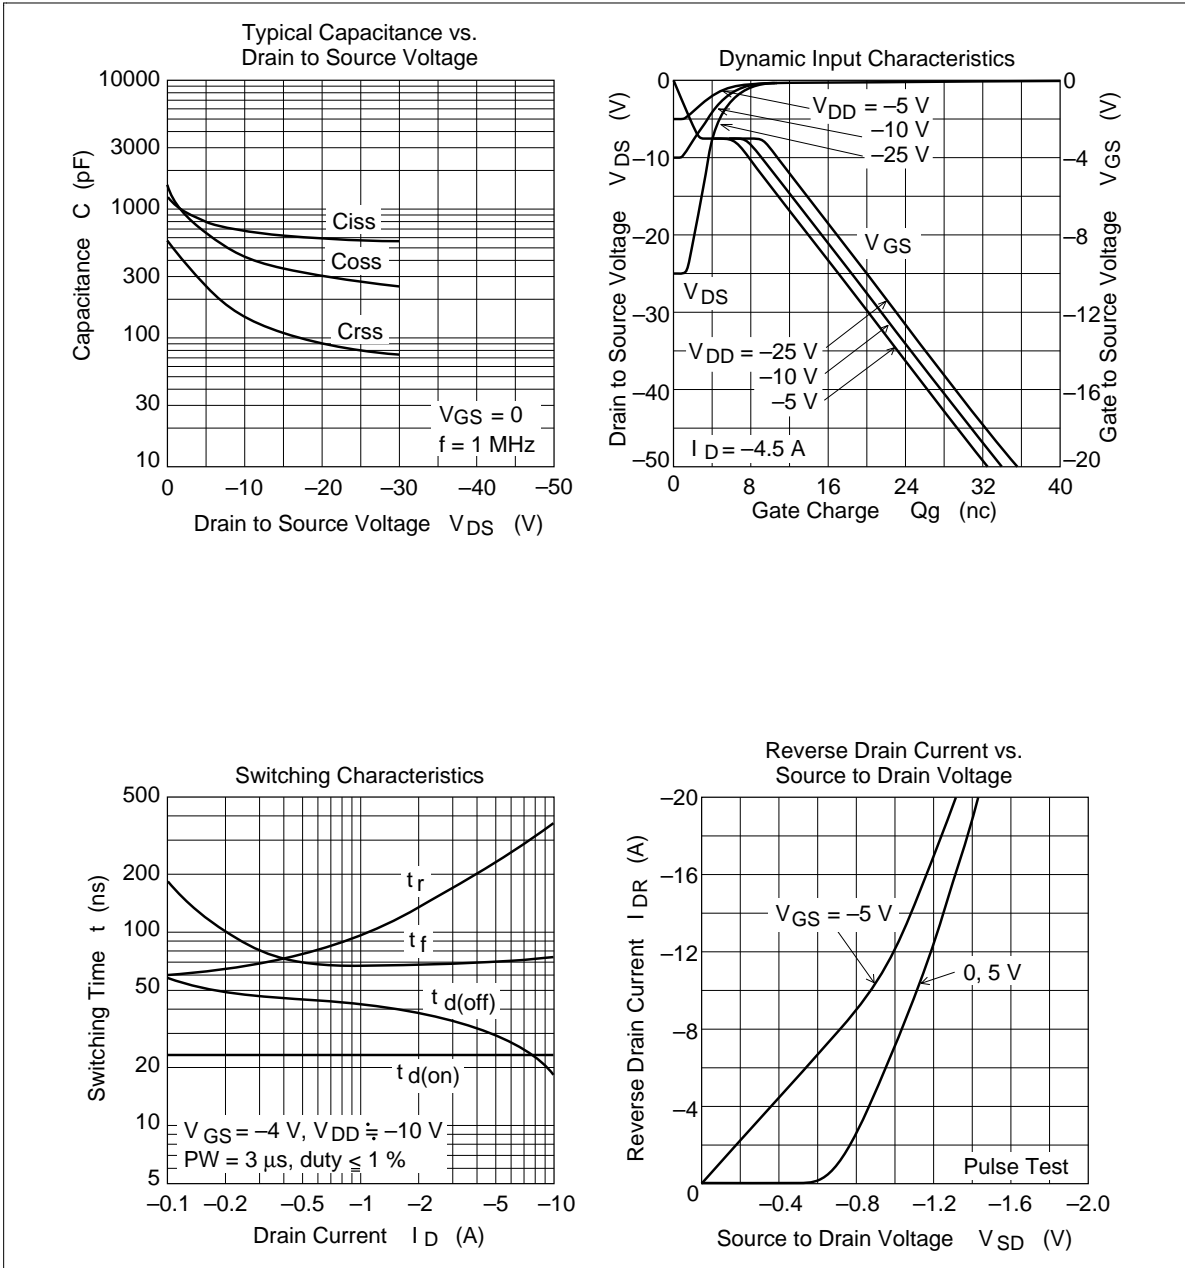 Typical Capacitance vs.
Drain to Source Voltage
10000
3000
1000
300
100
30
10
Capacitance C (pF)
Ciss
Coss
Crss
VGS = 0
f = 1 MHz
0 –10 –20 –30 –40 –50
Drain to Source Voltage VDS (V)
Dynamic Input Characteristics
0
–10
–20
–30
–40
–50
Drain to Source Voltage VDS (V)
VDD = –5 V
–10 V
–25 V
VGS
VDS
VDD = –25 V
–10 V
–5 V
ID = –4.5 A
0
–4
–8
–12
–16
–20
Gate to Source Voltage VGS (V)
0 8 16 24 32 40
Gate Charge Qg (nc)
Switching Characteristics
500
200
100
50
20
10
5
Switching Time t (ns)
tr
tf
td(off)
td(on)
VGS = –4 V, VDD ≒ –10 V
PW = 3 μs, duty ≦ 1 %
–0.1 –0.2 –0.5 –1 –2 –5 –10
Drain Current ID (A)
Reverse Drain Current vs.
Source to Drain Voltage
–20
–16
–12
–8
–4
0
Reverse Drain Current IDR (A)
VGS = –5 V
0, 5 V
Pulse Test
–0.4 –0.8 –1.2 –1.6 –2.0
Source to Drain Voltage VSD (V)